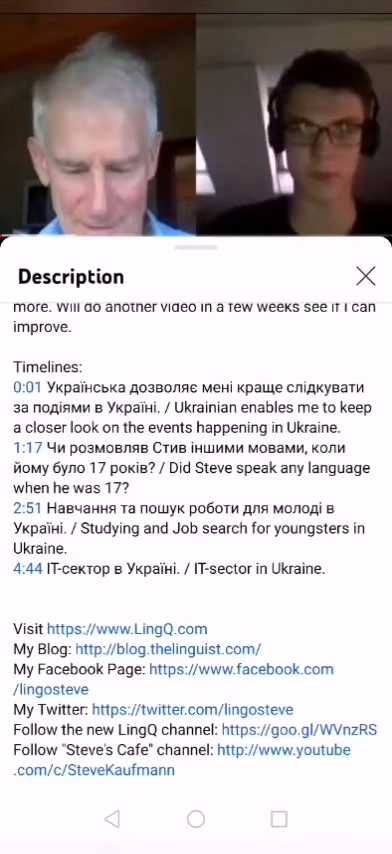 Description
more. Will do another video in a few weeks see if I can
improve.
Timelines:
0:01 Українська дозволяє мені краще слідкувати
за подіями в Україні. / Ukrainian enables me to keep
a closer look on the events happening in Ukraine.
1:17 Чи розмовляв Стив іншими мовами, коли
йому було 17 років? / Did Steve speak any language
when he was 17?
2:51 Навчання та пошук роботи для молоді в
Україні. / Studying and Job search for youngsters in
Ukraine.
4:44 ІТ-сектор в Україні. / IT-sector in Ukraine.
Visit https://www.LingQ.com
My Blog: http://blog.thelinguist.com/
My Facebook Page: https://www.facebook.com
/lingosteve
My Twitter: https://twitter.com/lingosteve
Follow the new LingQ channel: https://goo.gl/WVnzRS
Follow "Steve's Cafe" channel: http://www.youtube
.com/c/SteveKaufmann